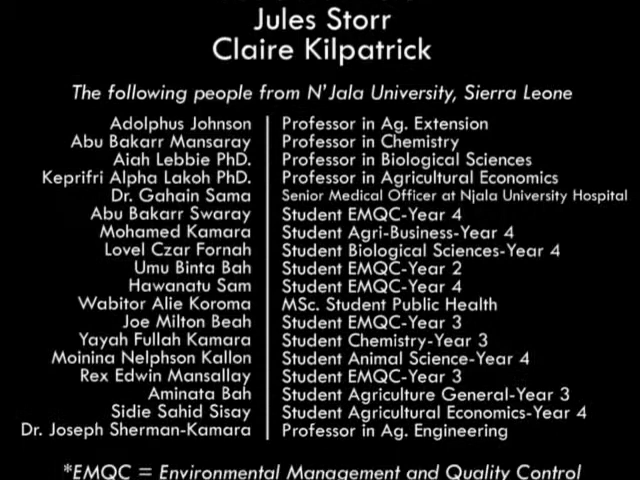 Jules Storr
Claire Kilpatrick
The following people from N'Jala University, Sierra Leone
Adolphus Johnson Professor in Ag. Extension
Abu Bakarr Mansaray Professor in Chemistry
Aiah Lebbie PhD. Professor in Biological Sciences
Keprifri Alpha Lakoh PhD. Professor in Agricultural Economics
Dr. Gahain Sama Senior Medical Officer at Njala University Hospital
Abu Bakarr Swaray Student EMQC-Year 4
Mohamed Kamara Student Agri-Business-Year 4
Lovel Czar Fornah Student Biological Sciences-Year 4
Umu Binta Bah Student EMQC-Year 2
Hawanatu Sam Student EMQC-Year 4
Wabitor Alie Koroma MSc. Student Public Health
Joe Milton Beah Student EMQC-Year 3
Yayah Fullah Kamara Student Chemistry-Year 3
Moinina Nelphson Kallon Student Animal Science-Year 4
Rex Edwin Mansallay Student EMQC-Year 3
Aminata Bah Student Agriculture General-Year 3
Sidie Sahid Sisay Student Agricultural Economics-Year 4
Dr. Joseph Sherman-Kamara Professor in Ag. Engineering
*EMQC = Environmental Management and Quality Control